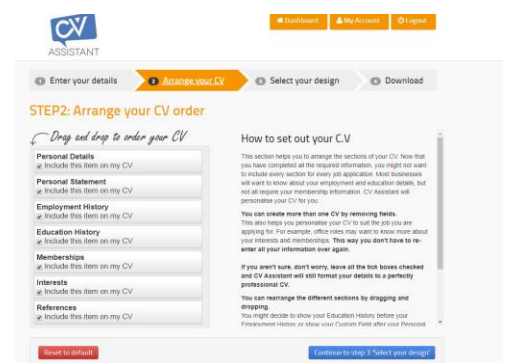 CV
ASSISTANT
Dashboard
My Account
Logout
1 Enter your details
2 Arrange your CV
3 Select your design
4 Download
STEP2: Arrange your CV order
Drag and drop to order your CV
Personal Details
Include this item on my CV
Personal Statement
Include this item on my CV
Employment History
Include this item on my CV
Education History
Include this item on my CV
Memberships
Include this item on my CV
Interests
Include this item on my CV
References
Include this item on my CV
How to set out your C.V
This section helps you to arrange the sections of your CV. Now that
you have completed all the required information, you might not want
to include every section for every job application. Most businesses
will want to know about your employment and education details, but
not all require your membership information. CV Assistant will
personalise your CV for you.
You can create more than one CV by removing fields.
This also helps you personalise your CV to suit the job you are
applying for. For example, office roles may want to know more about
your interests and memberships. This way you don't have to re-
enter all your information over again.
If you aren't sure, don't worry, leave all the tick boxes checked
and CV Assistant will still format your details to a perfectly
professional CV.
You can rearrange the different sections by dragging and
dropping.
You might decide to show your Education History before your
Employment History or show your Custom Field after your Personal
Reset to default
Continue to step 3 'Select your design'